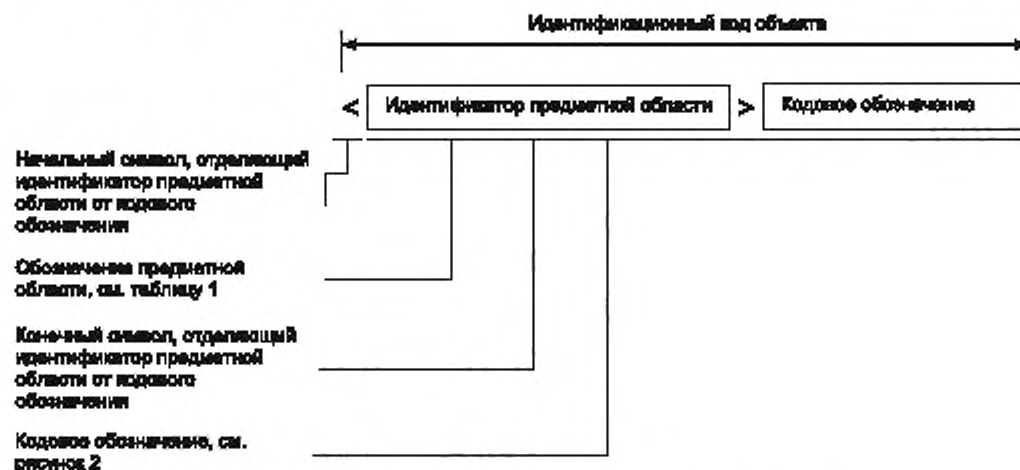 Идентификационный код объекта
< Идентификатор предметной области > Кодовое обозначение
Начальный символ, отделяющий
идентификатор предметной
области от кодового
обозначения
Обозначение предметной
области, см. таблицу 1
Конечный символ, отделяющий
идентификатор предметной
области от кодового
обозначения
Кодовое обозначение, см.
рисунок 2